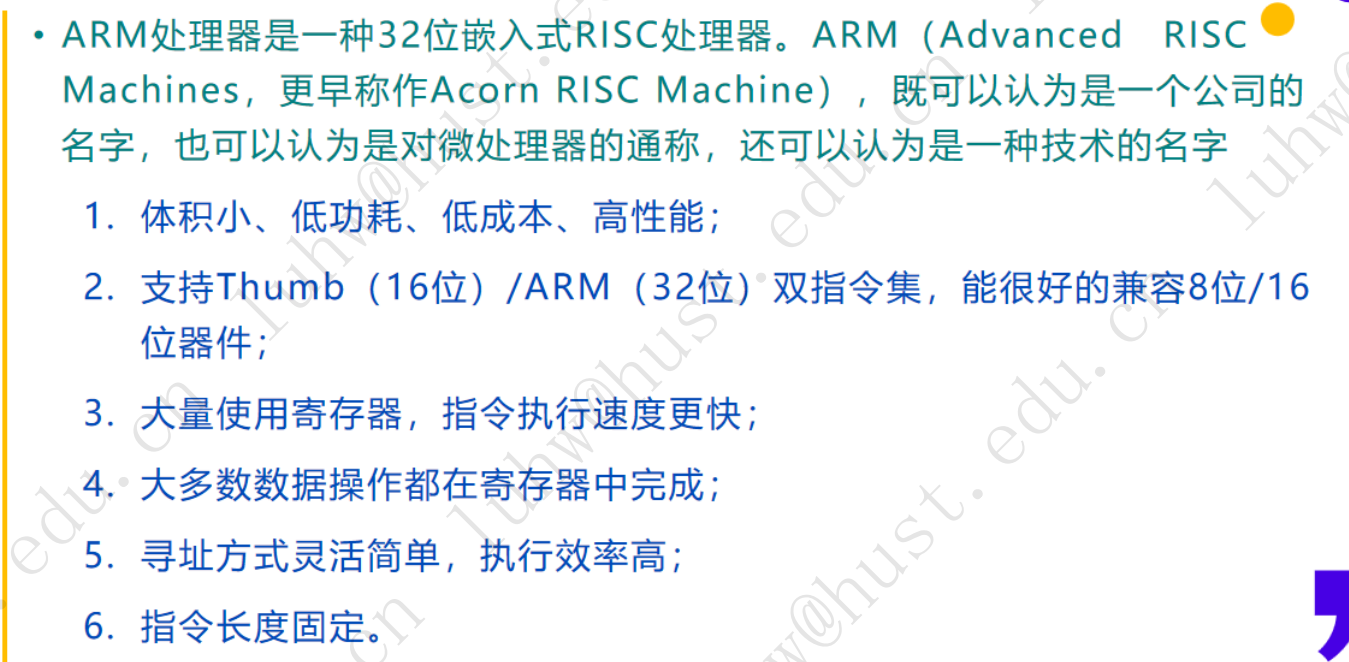 • ARM处理器是一种32位嵌入式RISC处理器。ARM（Advanced RISC
Machines，更早称作Acorn RISC Machine），既可以认为是一个公司的
名字，也可以认为是对微处理器的通称，还可以认为是一种技术的名字
1. 体积小、低功耗、低成本、高性能；
2. 支持Thumb（16位）/ARM（32位）双指令集，能很好的兼容8位/16
位器件；
3. 大量使用寄存器，指令执行速度更快；
4. 大多数数据操作都在寄存器中完成；
5. 寻址方式灵活简单，执行效率高；
6. 指令长度固定。
luhw@hust.edu.cn
luhw@hust.edu.cn